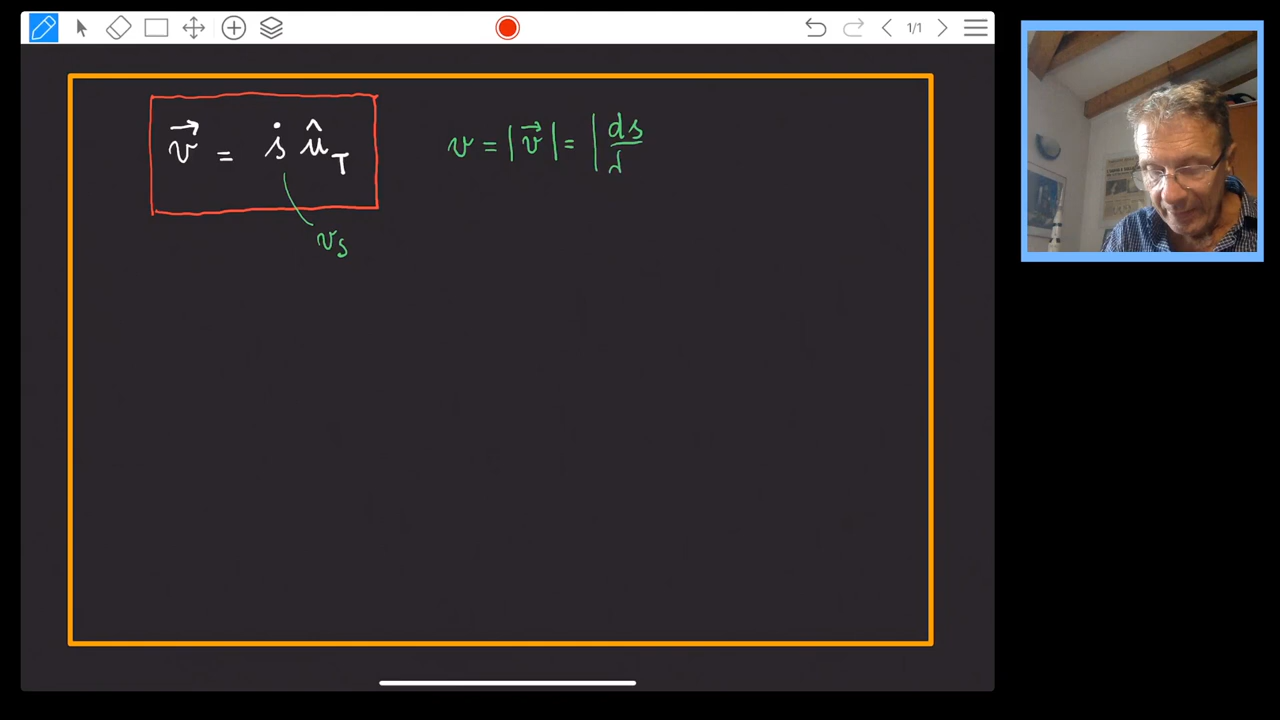 1/1
v⃗ = ṡ û_T
v = |v⃗| = | ds/d
v_s